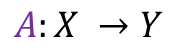 A: X → Y